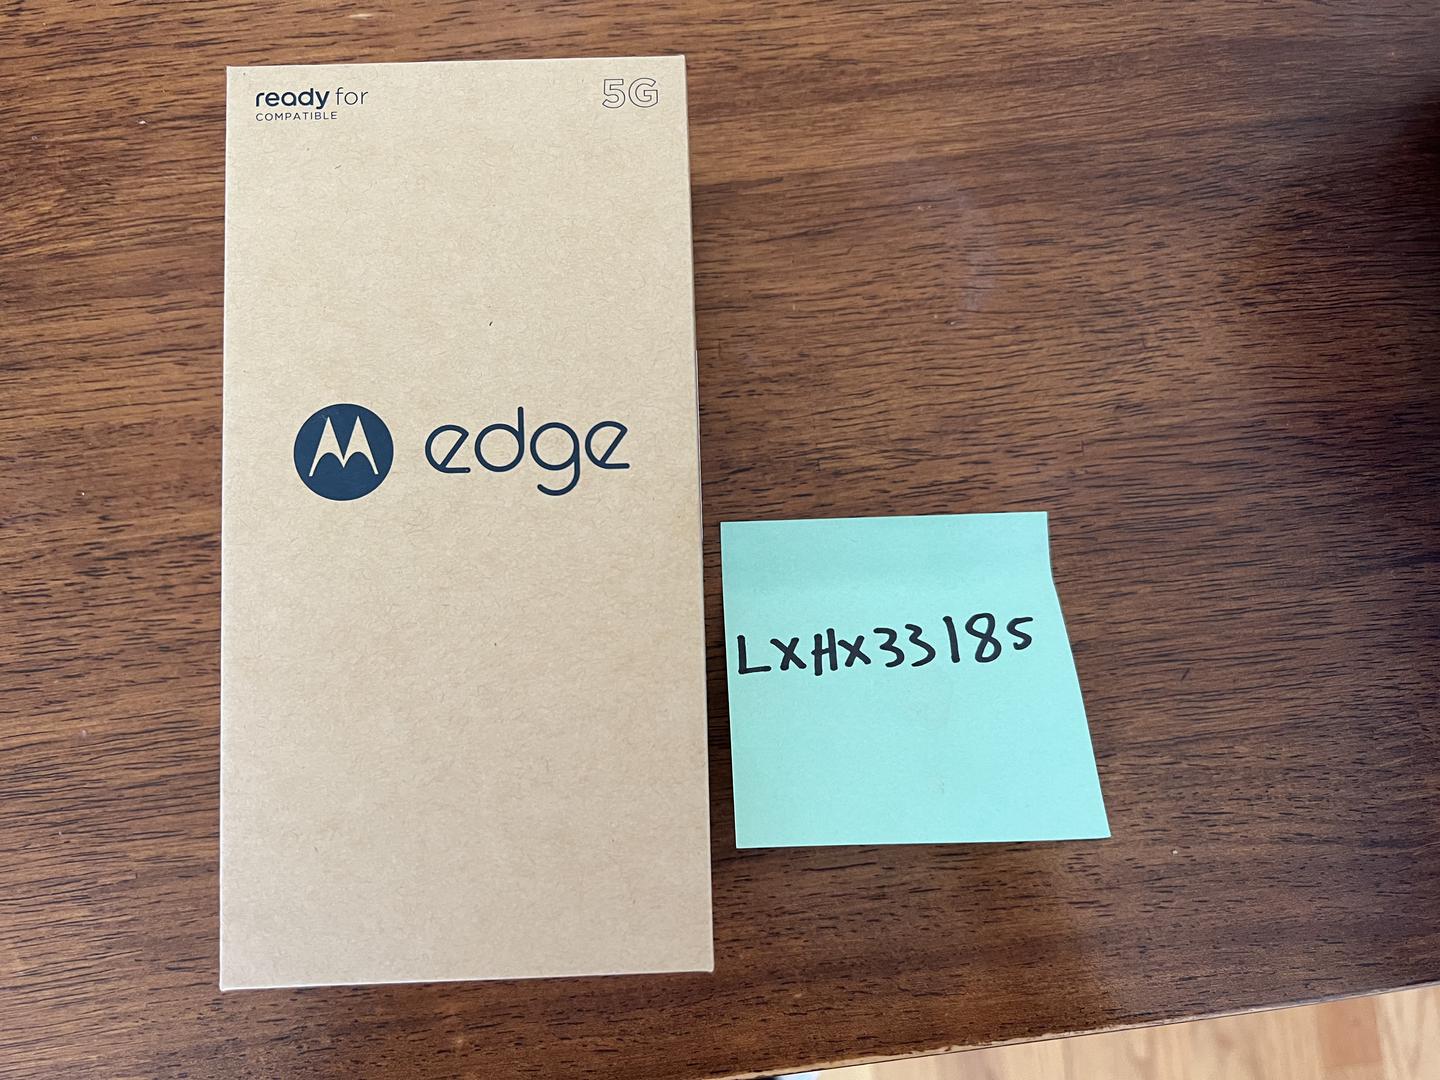 ready for
COMPATIBLE
5G
edge
LXHX33185